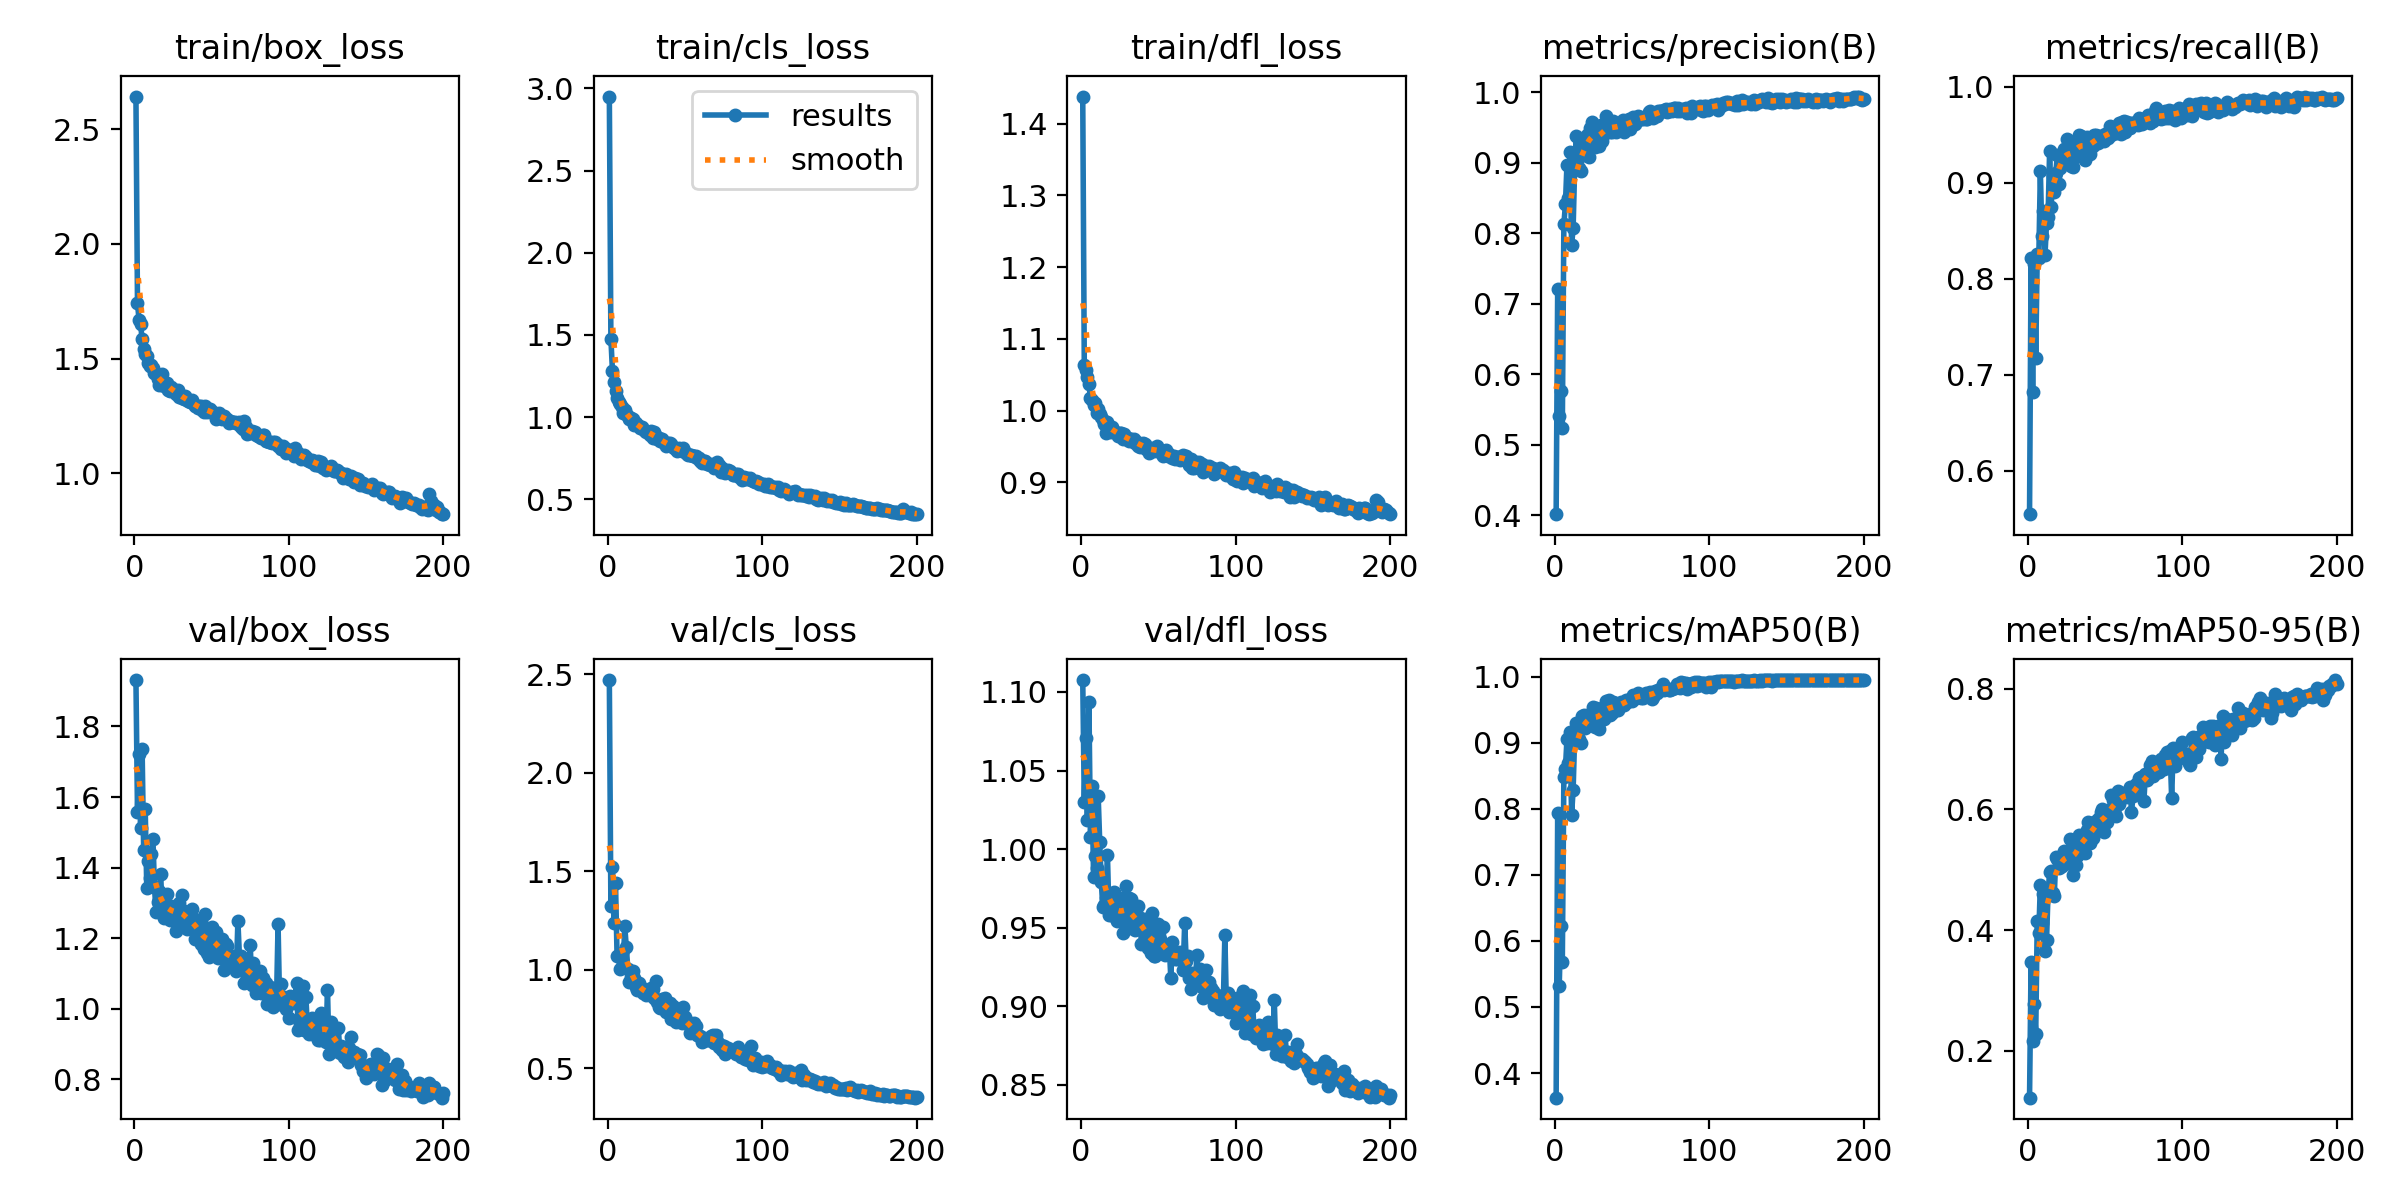 train/box_loss
2.5
2.0
1.5
1.0
0 100 200
train/cls_loss
results
smooth
3.0
2.5
2.0
1.5
1.0
0.5
0 100 200
train/dfl_loss
1.4
1.3
1.2
1.1
1.0
0.9
0 100 200
metrics/precision(B)
1.0
0.9
0.8
0.7
0.6
0.5
0.4
0 100 200
metrics/recall(B)
1.0
0.9
0.8
0.7
0.6
0 100 200
val/box_loss
1.8
1.6
1.4
1.2
1.0
0.8
0 100 200
val/cls_loss
2.5
2.0
1.5
1.0
0.5
0 100 200
val/dfl_loss
1.10
1.05
1.00
0.95
0.90
0.85
0 100 200
metrics/mAP50(B)
1.0
0.9
0.8
0.7
0.6
0.5
0.4
0 100 200
metrics/mAP50-95(B)
0.8
0.6
0.4
0.2
0 100 200